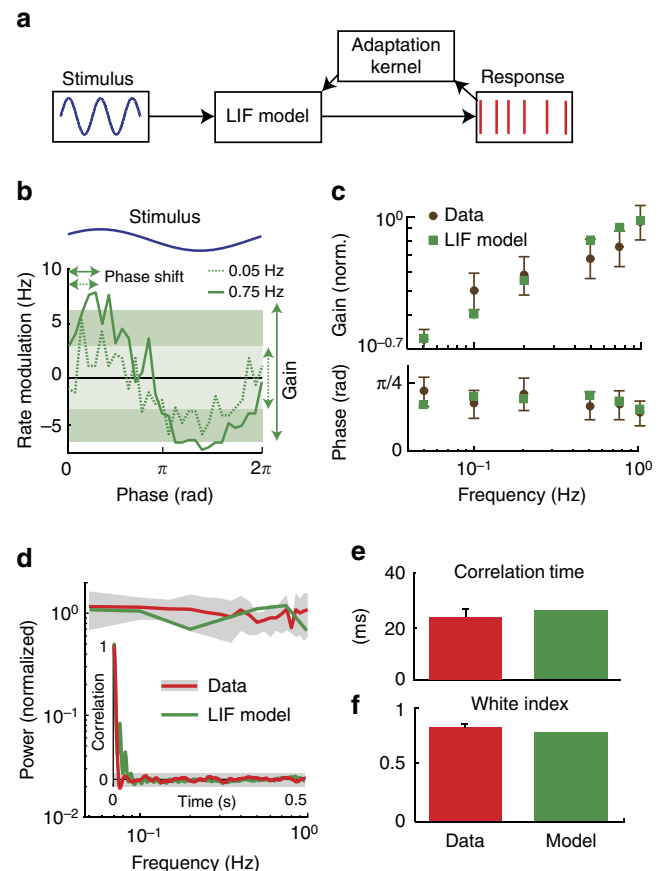 a
Stimulus
LIF model
Adaptation
kernel
Response
b
Stimulus
Rate modulation (Hz)
10
5
0
−5
Phase shift
0.05 Hz
0.75 Hz
Gain
0
π
2π
Phase (rad)
c
Data
LIF model
Gain (norm.)
10^0
10^−0.7
Phase (rad)
π/4
0
10^−1
10^0
Frequency (Hz)
d
Power (normalized)
10^0
10^−1
10^−2
Data
LIF model
Correlation
1
0
0
Time (s)
0.5
10^−1
10^0
Frequency (Hz)
e
Correlation time
(ms)
40
20
0
f
White index
1
0.5
0
Data
Model